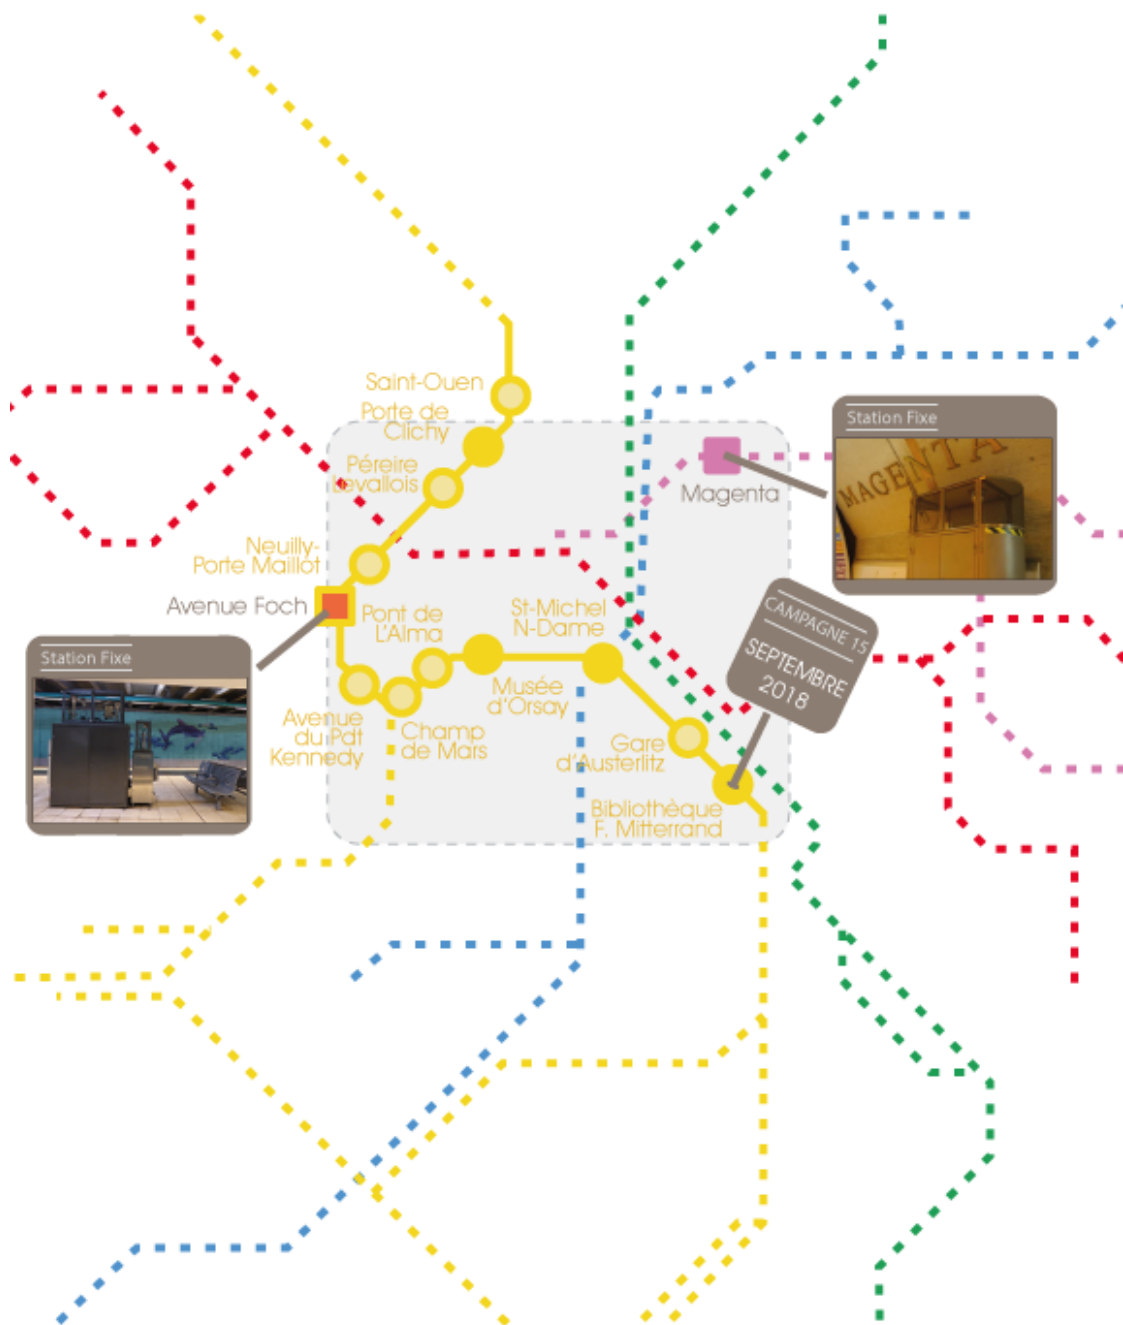 Saint-Ouen
Porte de
Clichy
Péreire
Levallois
Neuilly-
Porte Maillot
Avenue Foch
Station Fixe
Pont de
L'Alma
St-Michel
N-Dame
Magenta
Station Fixe
MAGENTA
CAMPAGNE 15
SEPTEMBRE
2018
Avenue
du Pdt
Kennedy
Champ
de Mars
Musée
d'Orsay
Gare
d'Austerlitz
Bibliothèque
F. Mitterrand